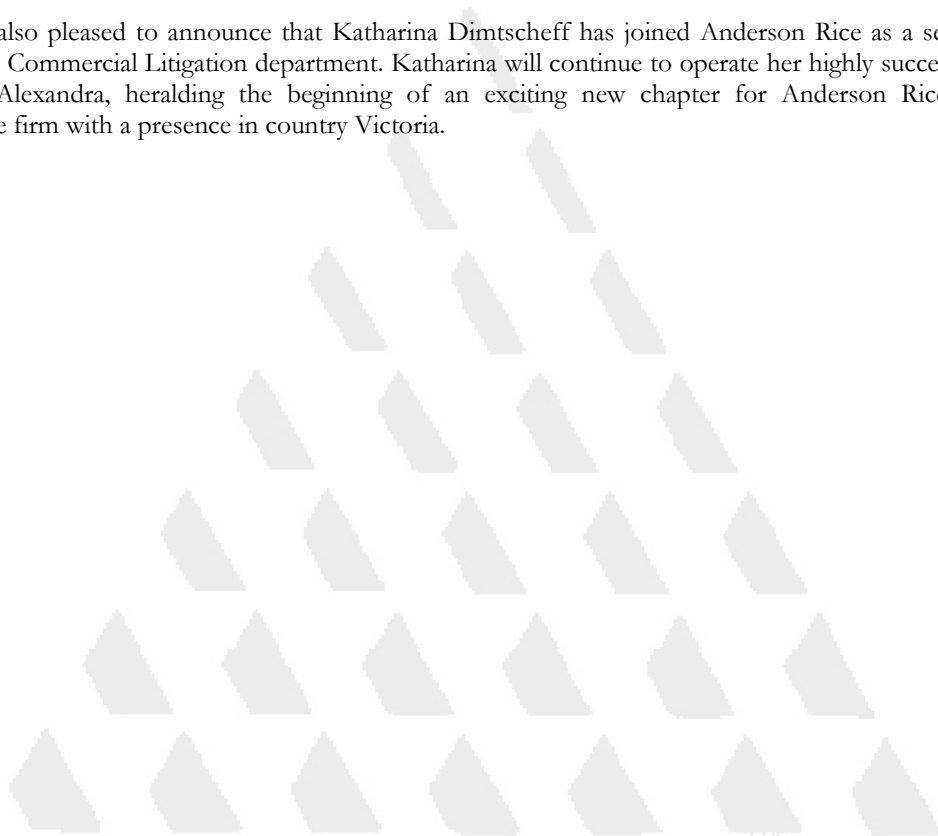 also pleased to announce that Katharina Dimtscheff has joined Anderson Rice as a se
Commercial Litigation department. Katharina will continue to operate her highly succe
Alexandra, heralding the beginning of an exciting new chapter for Anderson Rice
e firm with a presence in country Victoria.